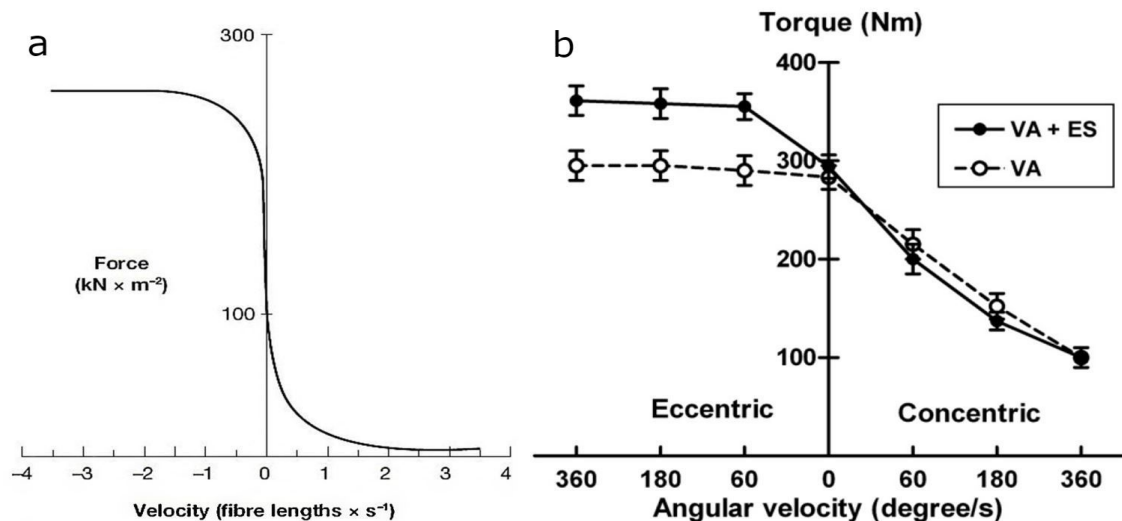 a
300
Force
(kN × m⁻²)
100
–4 –3 –2 –1 0 1 2 3 4
Velocity (fibre lengths × s⁻¹)
b
Torque (Nm)
400
300
200
100
VA + ES
VA
Eccentric
Concentric
360 180 60 0 60 180 360
Angular velocity (degree/s)